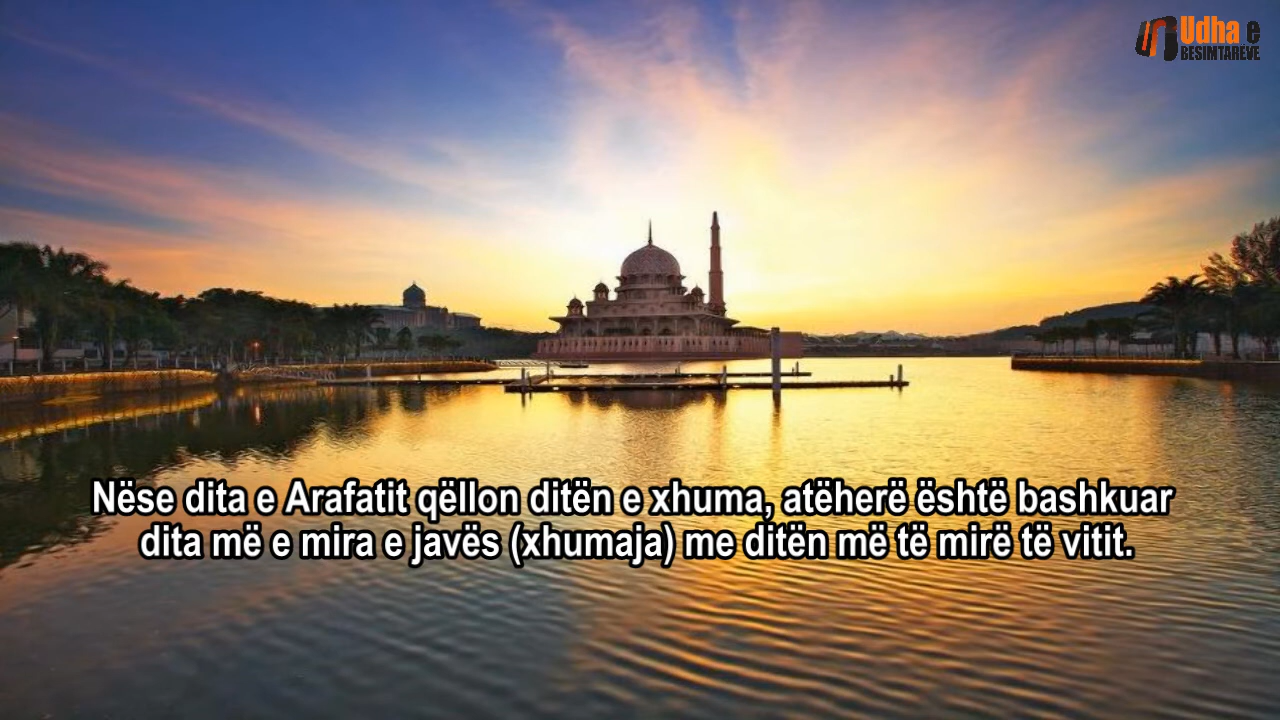 Udha e
BESIMTARËVE
Nëse dita e Arafatit qëllon ditën e xhuma, atëherë është bashkuar
dita më e mira e javës (xhumaja) me ditën më të mirë të vitit.